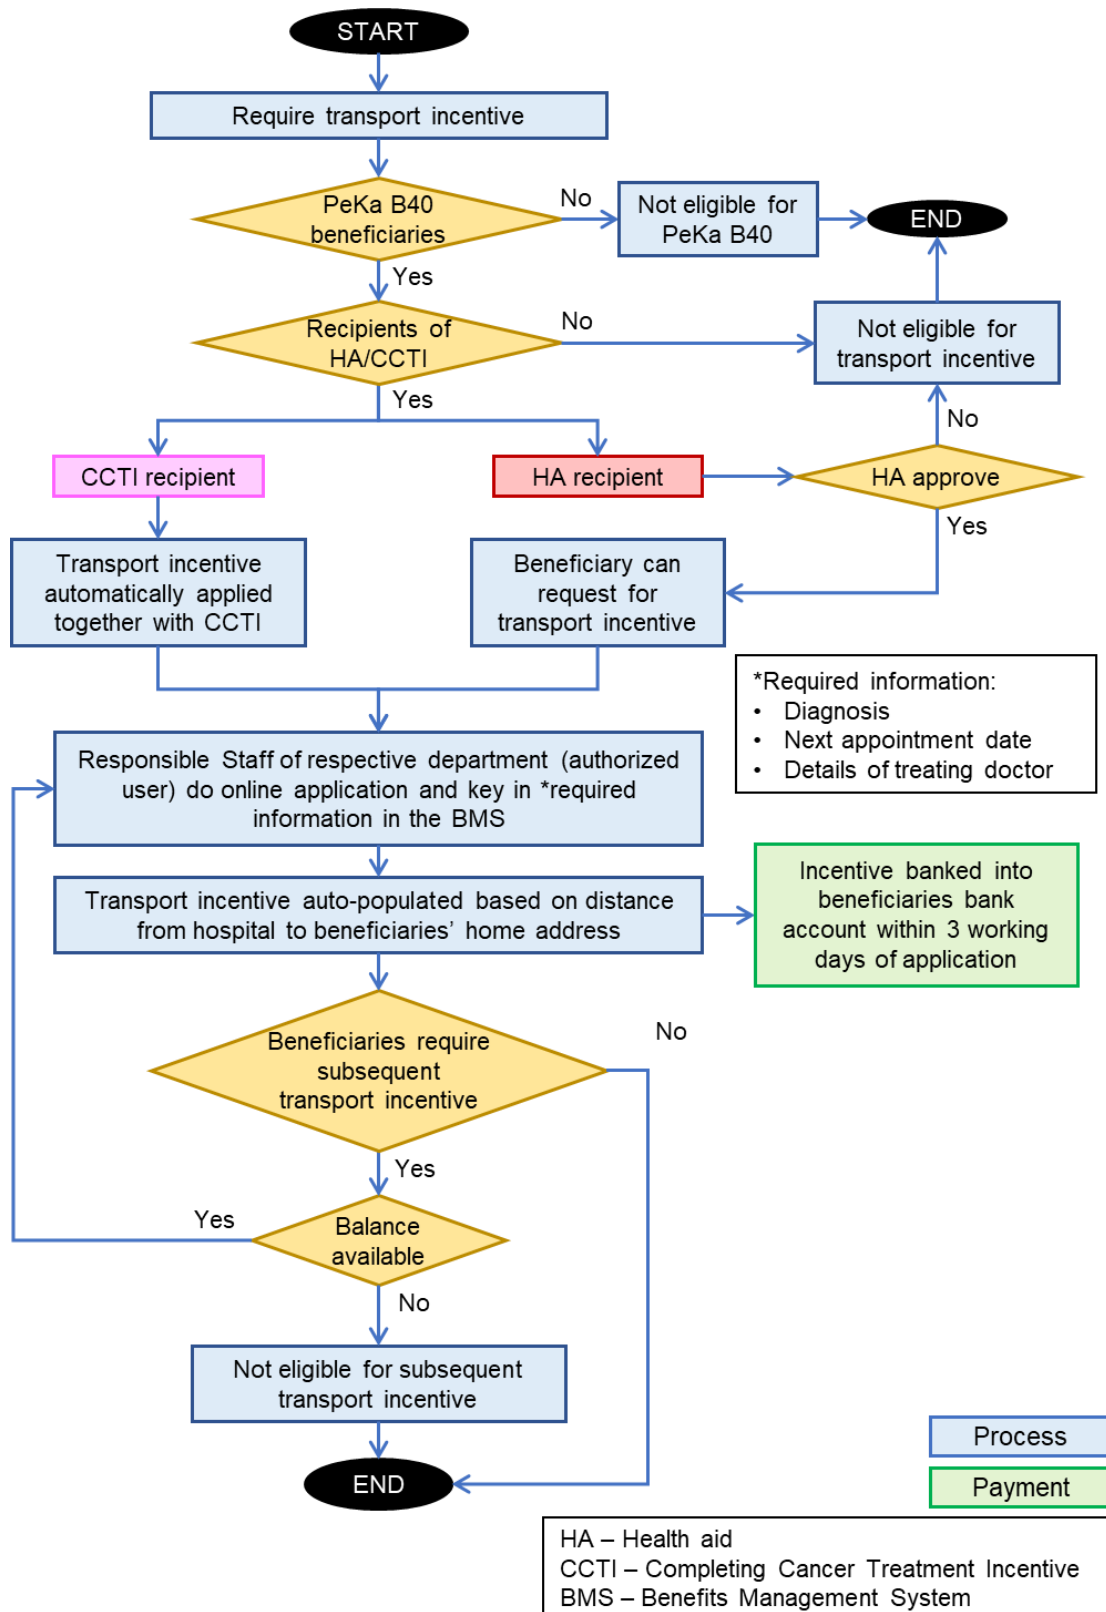 START
Require transport incentive
PeKa B40
beneficiaries
No
Not eligible for
PeKa B40
END
Yes
Recipients of
HA/CCTI
No
Not eligible for
transport incentive
Yes
No
CCTI recipient
HA recipient
HA approve
Yes
Transport incentive
automatically applied
together with CCTI
Beneficiary can
request for
transport incentive
*Required information:
• Diagnosis
• Next appointment date
• Details of treating doctor
Responsible Staff of respective department (authorized
user) do online application and key in *required
information in the BMS
Transport incentive auto-populated based on distance
from hospital to beneficiaries' home address
Incentive banked into
beneficiaries bank
account within 3 working
days of application
Beneficiaries require
subsequent
transport incentive
No
Yes
Yes
Balance
available
No
Not eligible for subsequent
transport incentive
END
Process
Payment
HA – Health aid
CCTI – Completing Cancer Treatment Incentive
BMS – Benefits Management System